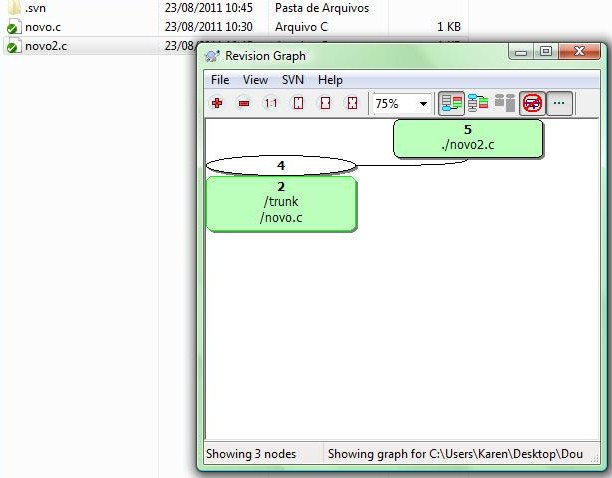 .svn 23/08/2011 10:45 Pasta de Arquivos
novo.c 23/08/2011 10:30 Arquivo C 1 KB
novo2.c 23/08/
Revision Graph
File View SVN Help
1:1 75% ...
5
./novo2.c
4
2
/trunk
/novo.c
Showing 3 nodes Showing graph for C:\Users\Karen\Desktop\Dou